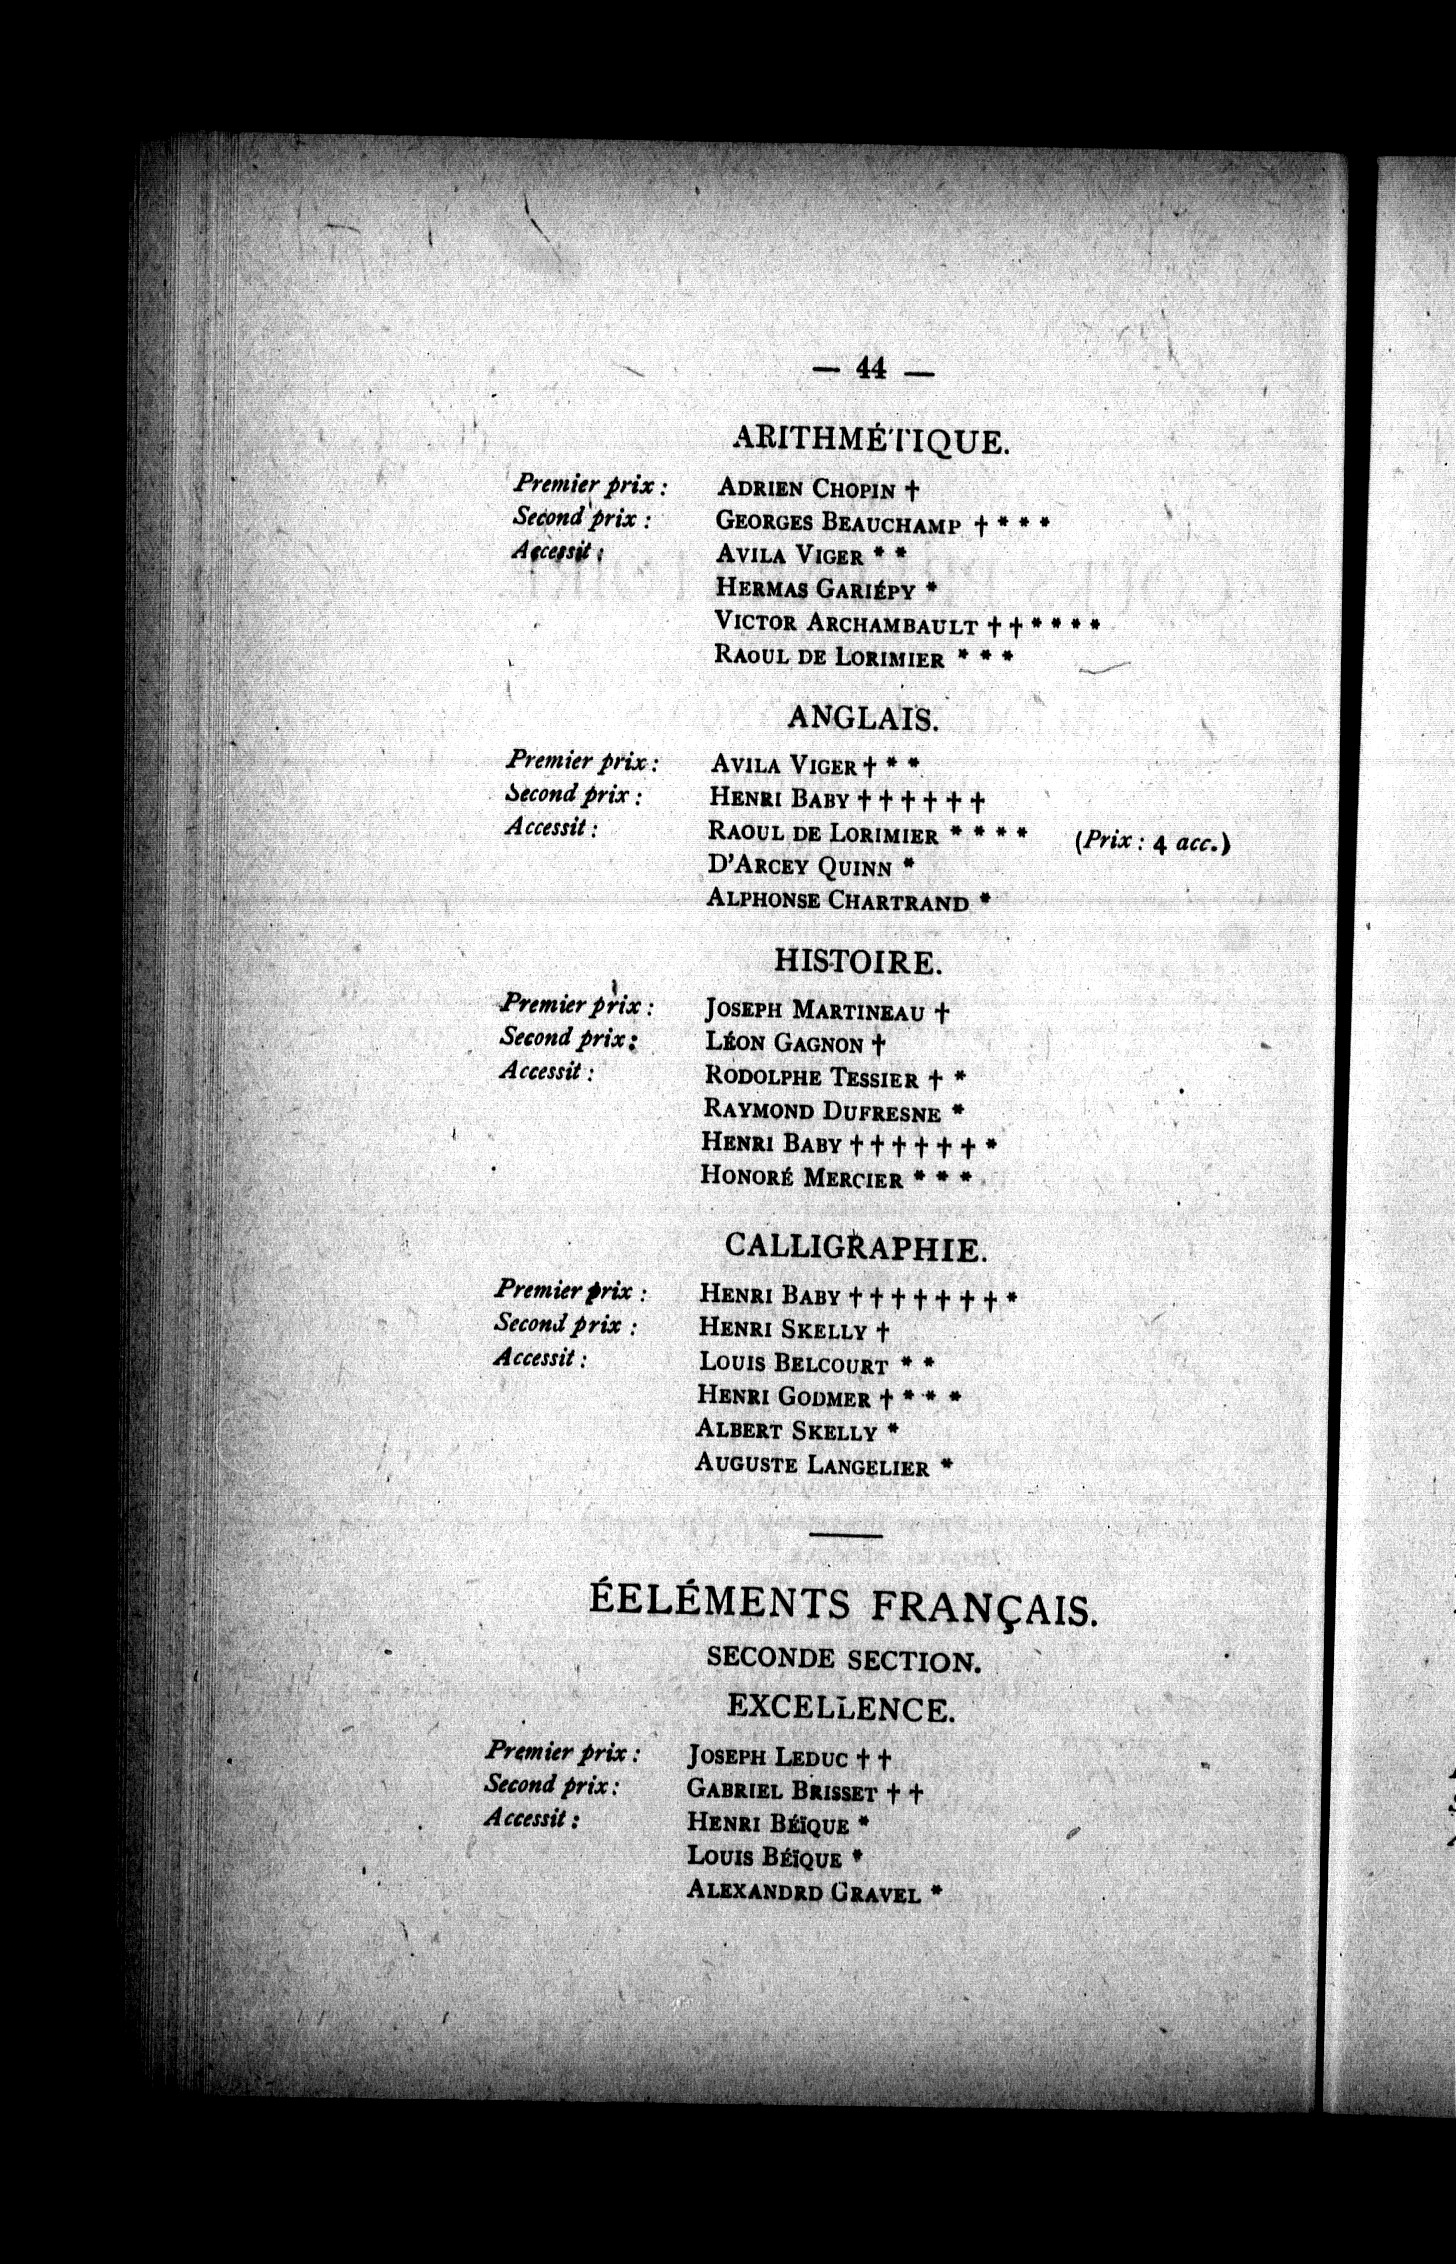 — 44 —
ARITHMÉTIQUE.
Premier prix : ADRIEN CHOPIN †
Second prix : GEORGES BEAUCHAMP † * * *
Accessit : AVILA VIGER * *
HERMAS GARIÉPY *
VICTOR ARCHAMBAULT † † * * * *
RAOUL DE LORIMIER * * *
ANGLAIS.
Premier prix : AVILA VIGER † * *
Second prix : HENRI BABY † † † † † †
Accessit : RAOUL DE LORIMIER * * * * (Prix : 4 acc.)
D'ARCEY QUINN *
ALPHONSE CHARTRAND *
HISTOIRE.
Premier prix : JOSEPH MARTINEAU †
Second prix : LÉON GAGNON †
Accessit : RODOLPHE TESSIER † *
RAYMOND DUFRESNE *
HENRI BABY † † † † † † *
HONORÉ MERCIER * * *
CALLIGRAPHIE.
Premier prix : HENRI BABY † † † † † † † *
Second prix : HENRI SKELLY †
Accessit : LOUIS BELCOURT * *
HENRI GODMER † * * *
ALBERT SKELLY *
AUGUSTE LANGELIER *
ÉELÉMENTS FRANÇAIS.
SECONDE SECTION.
EXCELLENCE.
Premier prix : JOSEPH LEDUC † †
Second prix : GABRIEL BRISSET † †
Accessit : HENRI BÉÏQUE *
LOUIS BÉÏQUE *
ALEXANDRD GRAVEL *